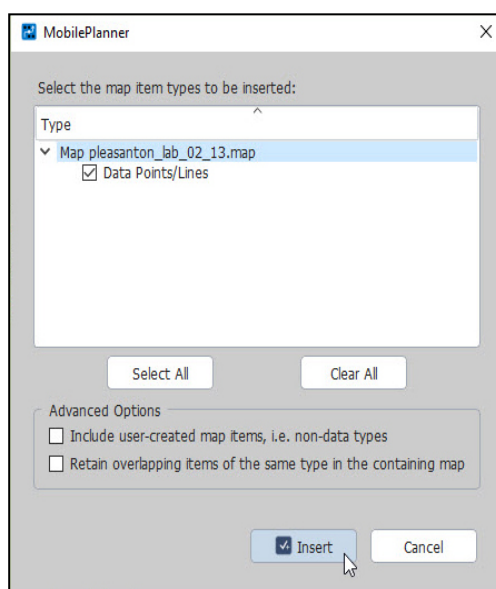 MobilePlanner
Select the map item types to be inserted:
Type
Map pleasanton_lab_02_13.map
Data Points/Lines
Select All Clear All
Advanced Options
Include user-created map items, i.e. non-data types
Retain overlapping items of the same type in the containing map
Insert Cancel